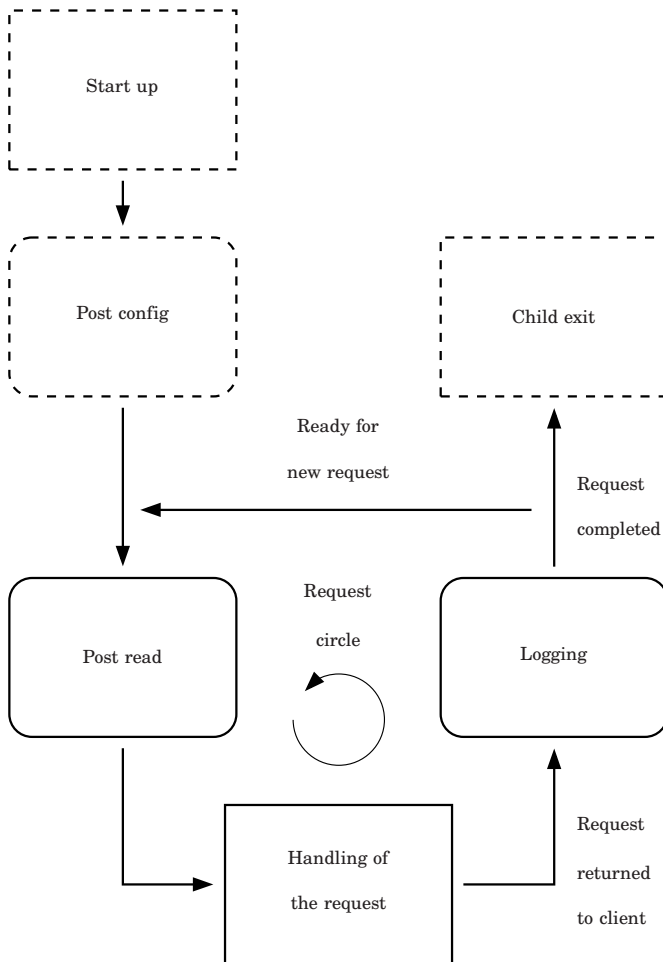 Start up
Post config
Child exit
Ready for
new request
Request
completed
Request
circle
Post read
Logging
Handling of
the request
Request
returned
to client